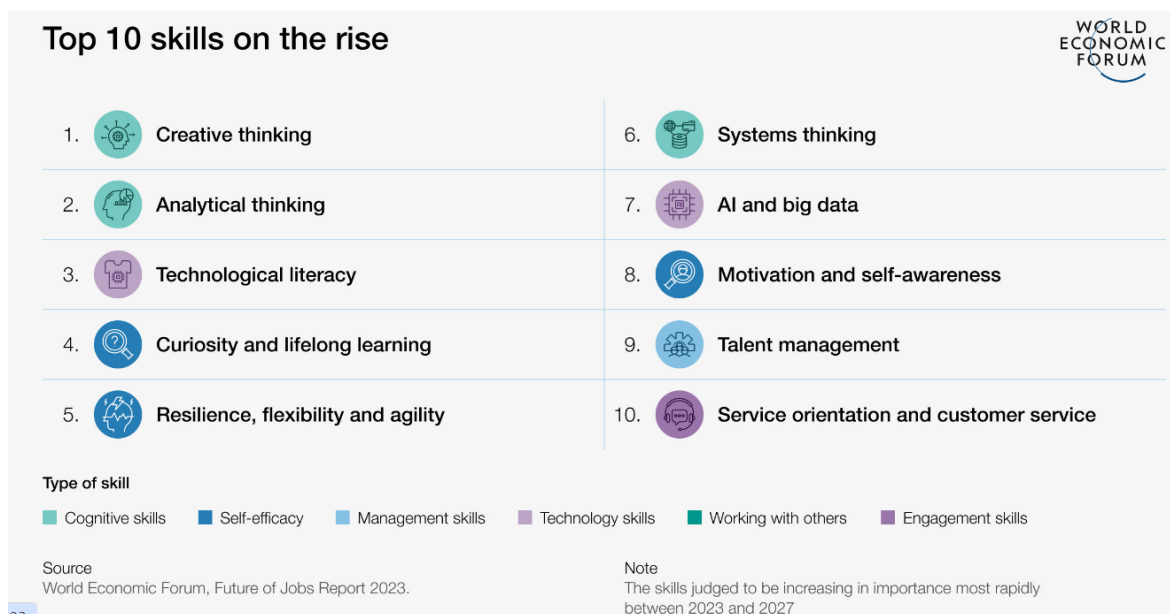 Top 10 skills on the rise
WORLD
ECONOMIC
FORUM
1. Creative thinking
2. Analytical thinking
3. Technological literacy
4. Curiosity and lifelong learning
5. Resilience, flexibility and agility
6. Systems thinking
7. AI and big data
8. Motivation and self-awareness
9. Talent management
10. Service orientation and customer service
Type of skill
Cognitive skills Self-efficacy Management skills Technology skills Working with others Engagement skills
Source
World Economic Forum, Future of Jobs Report 2023.
Note
The skills judged to be increasing in importance most rapidly
between 2023 and 2027